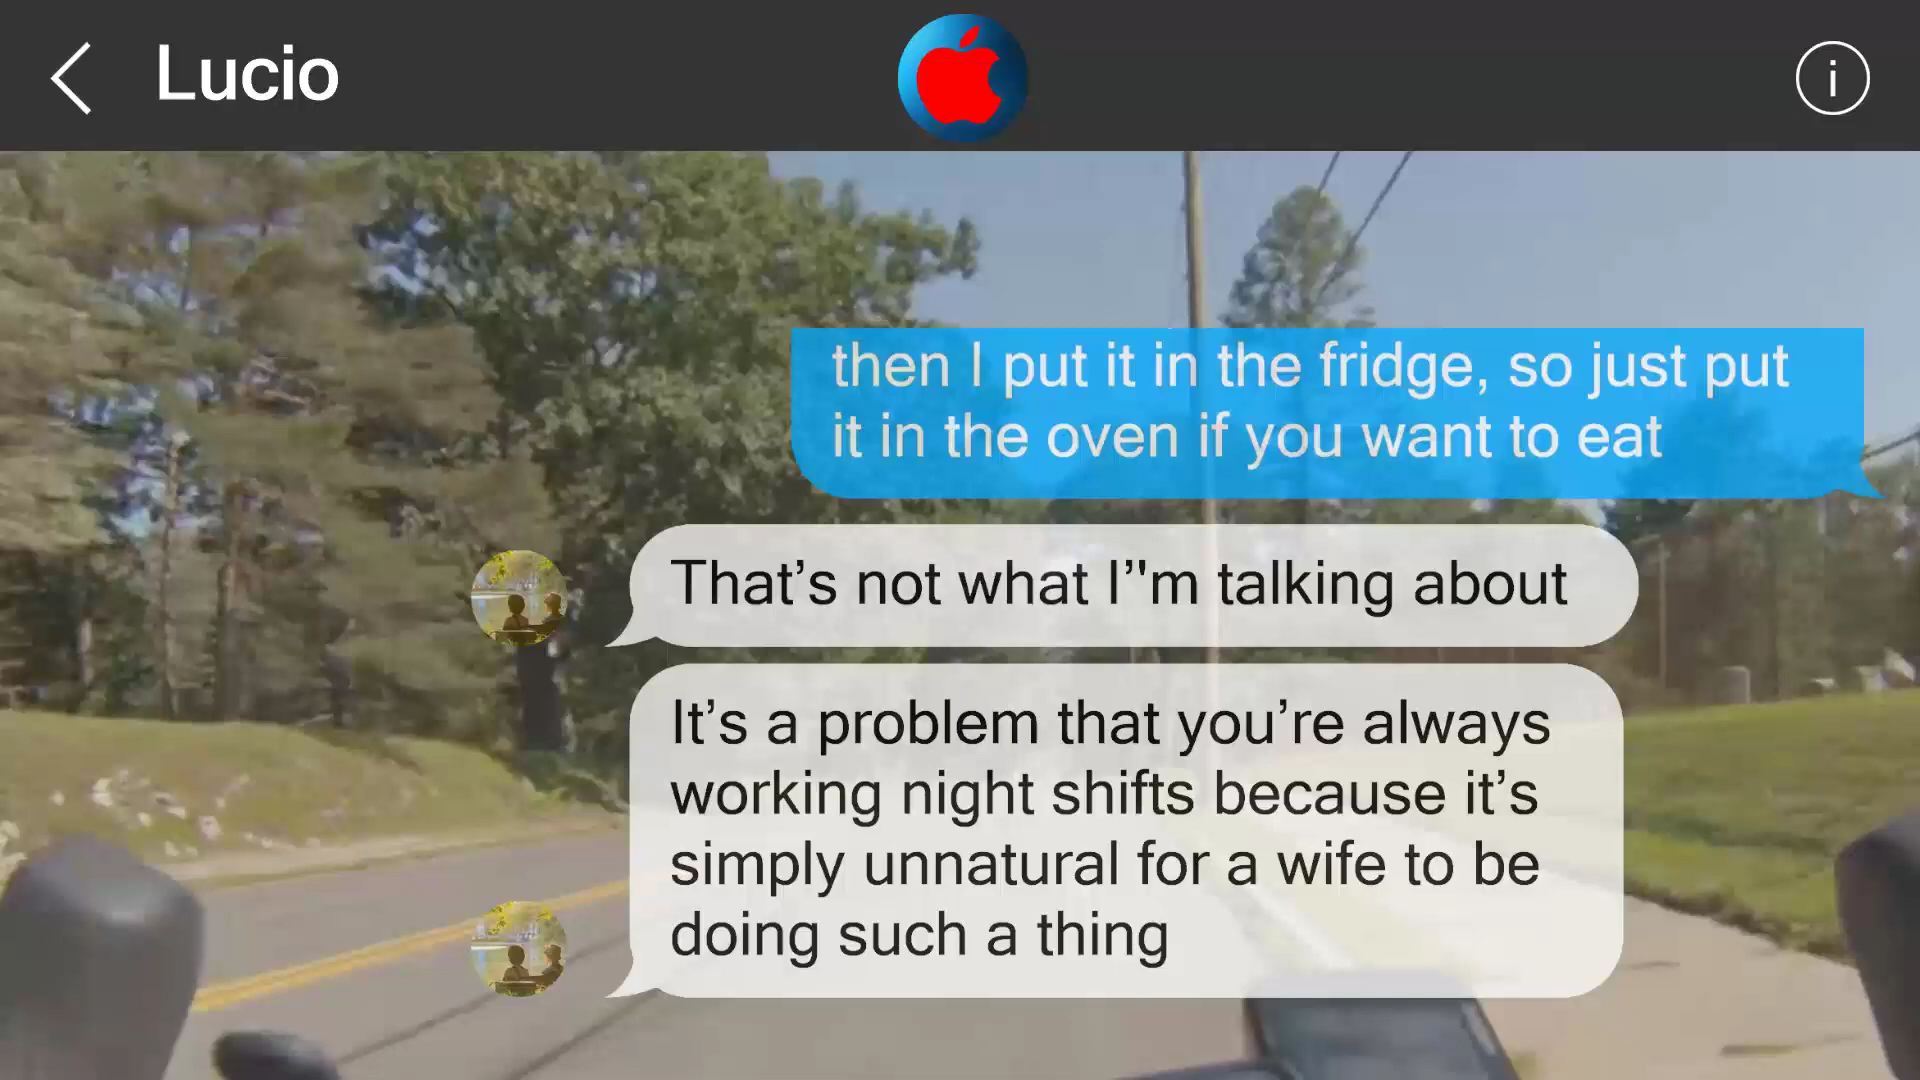 Lucio
i
then I put it in the fridge, so just put
it in the oven if you want to eat
That’s not what I’'m talking about
It’s a problem that you’re always
working night shifts because it’s
simply unnatural for a wife to be
doing such a thing